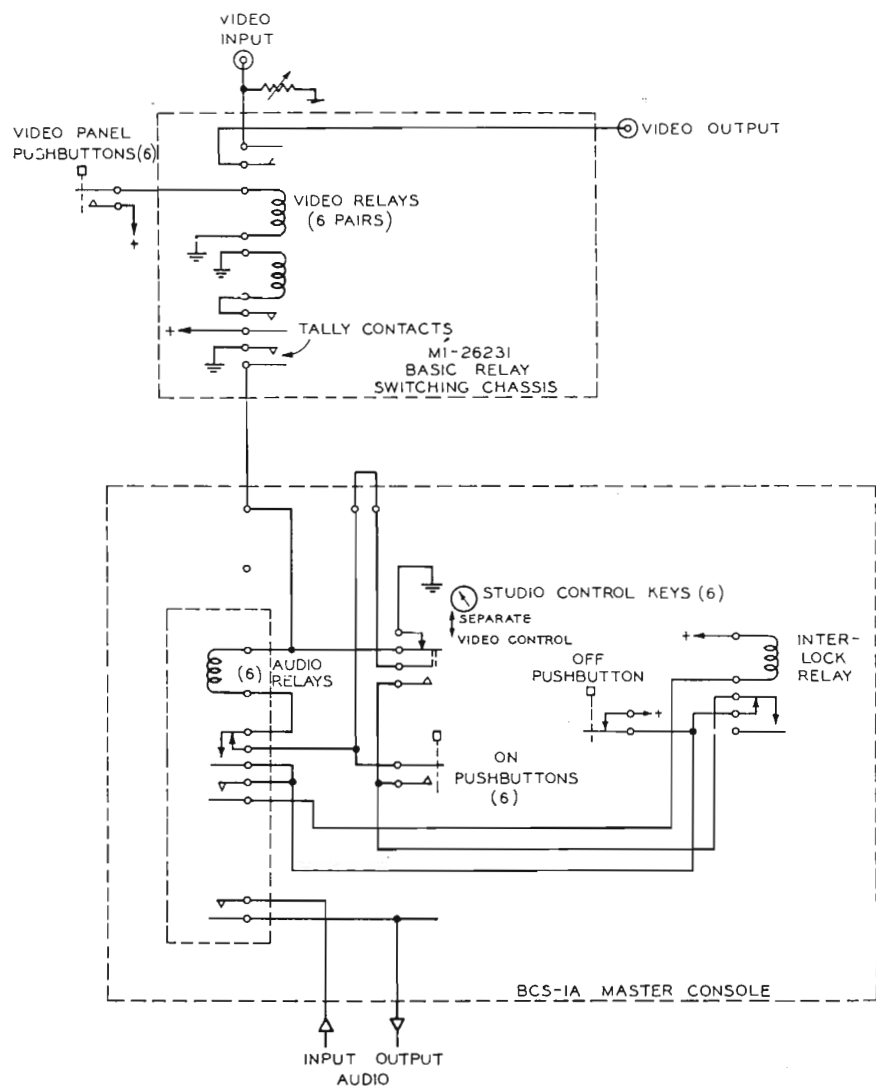 VIDEO
INPUT
VIDEO OUTPUT
VIDEO PANEL
PUSHBUTTONS (6)
+
VIDEO RELAYS
(6 PAIRS)
+
TALLY CONTACTS
MI-26231
BASIC RELAY
SWITCHING CHASSIS
STUDIO CONTROL KEYS (6)
SEPARATE
VIDEO CONTROL
+
INTER-
LOCK
RELAY
OFF
PUSHBUTTON
+
(6) AUDIO
RELAYS
ON
PUSHBUTTONS
(6)
BCS-1A MASTER CONSOLE
INPUT OUTPUT
AUDIO